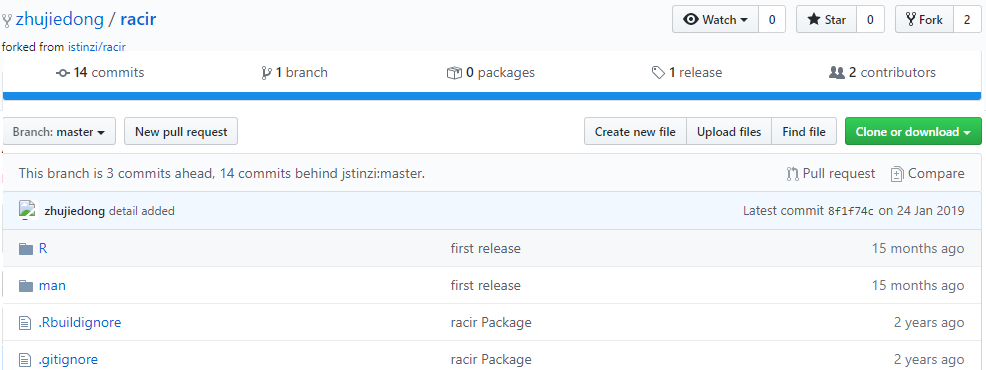 zhujiedong / racir
Watch 0 Star 0 Fork 2
forked from jstinzi/racir
14 commits 1 branch 0 packages 1 release 2 contributors
Branch: master New pull request Create new file Upload files Find file Clone or download
This branch is 3 commits ahead, 14 commits behind jstinzi:master. Pull request Compare
zhujiedong detail added Latest commit 8f1f74c on 24 Jan 2019
R first release 15 months ago
man first release 15 months ago
.Rbuildignore racir Package 2 years ago
.gitignore racir Package 2 years ago